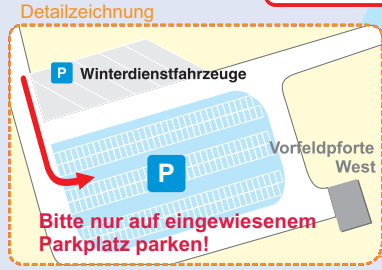 Detailzeichnung
P Winterdienstfahrzeuge
Vorfeldpforte
West
P
Bitte nur auf eingewiesenem
Parkplatz parken!